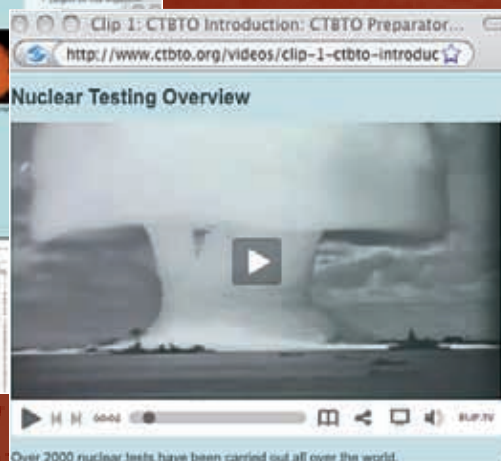 Clip 1: CTBTO Introduction: CTBTO Preparator...
http://www.ctbto.org/videos/clip-1-ctbto-introduc
Nuclear Testing Overview
BLIP.TV
Over 2000 nuclear tests have been carried out all over the world.